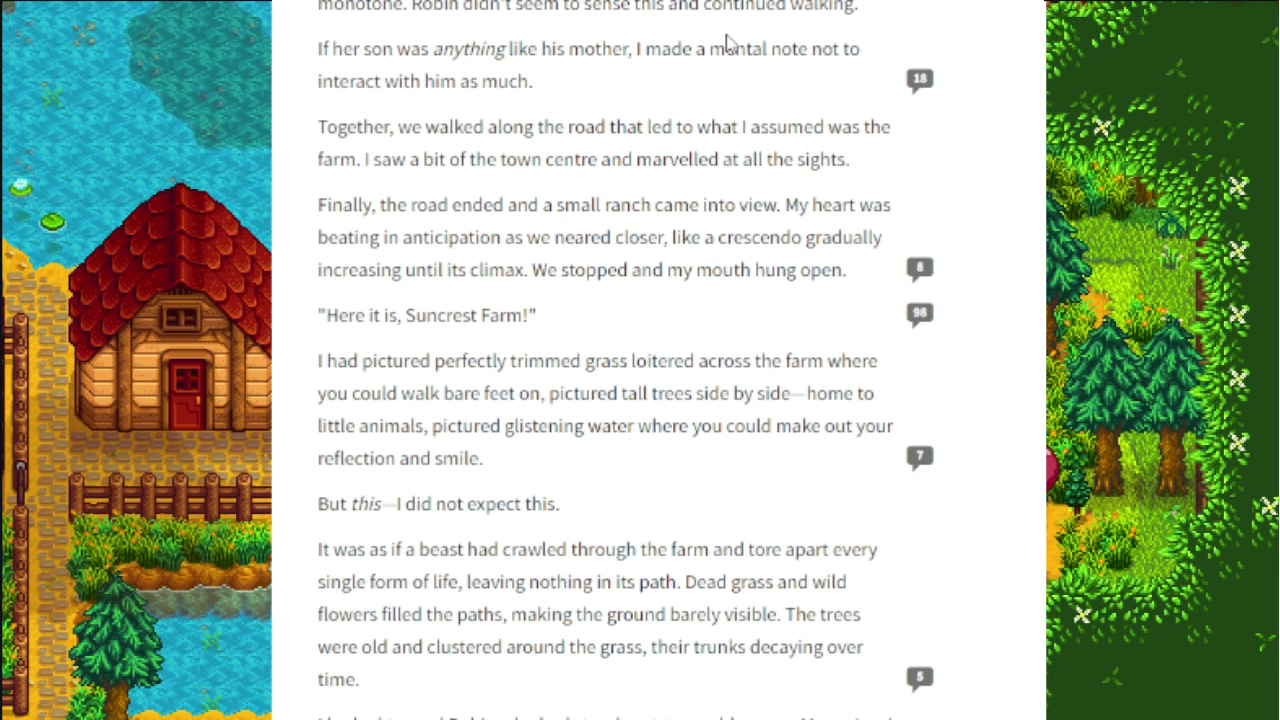 monotone. Robin didn't seem to sense this and continued walking.
If her son was anything like his mother, I made a mental note not to
interact with him as much.
18
Together, we walked along the road that led to what I assumed was the
farm. I saw a bit of the town centre and marvelled at all the sights.
Finally, the road ended and a small ranch came into view. My heart was
beating in anticipation as we neared closer, like a crescendo gradually
increasing until its climax. We stopped and my mouth hung open.
8
"Here it is, Suncrest Farm!"
98
I had pictured perfectly trimmed grass loitered across the farm where
you could walk bare feet on, pictured tall trees side by side—home to
little animals, pictured glistening water where you could make out your
reflection and smile.
7
But this—I did not expect this.
It was as if a beast had crawled through the farm and tore apart every
single form of life, leaving nothing in its path. Dead grass and wild
flowers filled the paths, making the ground barely visible. The trees
were old and clustered around the grass, their trunks decaying over
time.
5